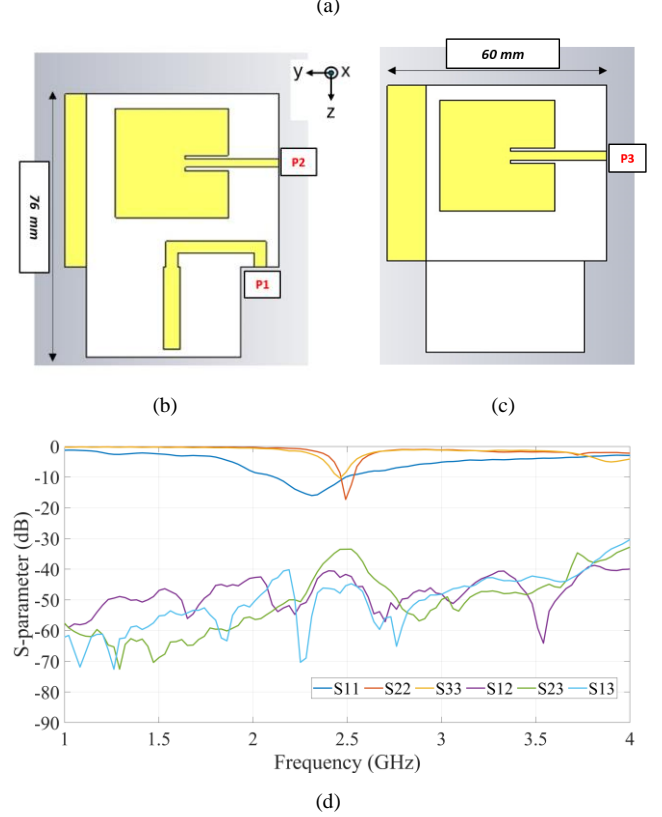 (a)
60 mm
y x
z
P2
P3
76 mm
P1
(b) (c)
0
-10
-20
-30
-40
-50
-60
-70
-80
-90
S-parameter (dB)
S11 S22 S33 S12 S23 S13
1 1.5 2 2.5 3 3.5 4
Frequency (GHz)
(d)